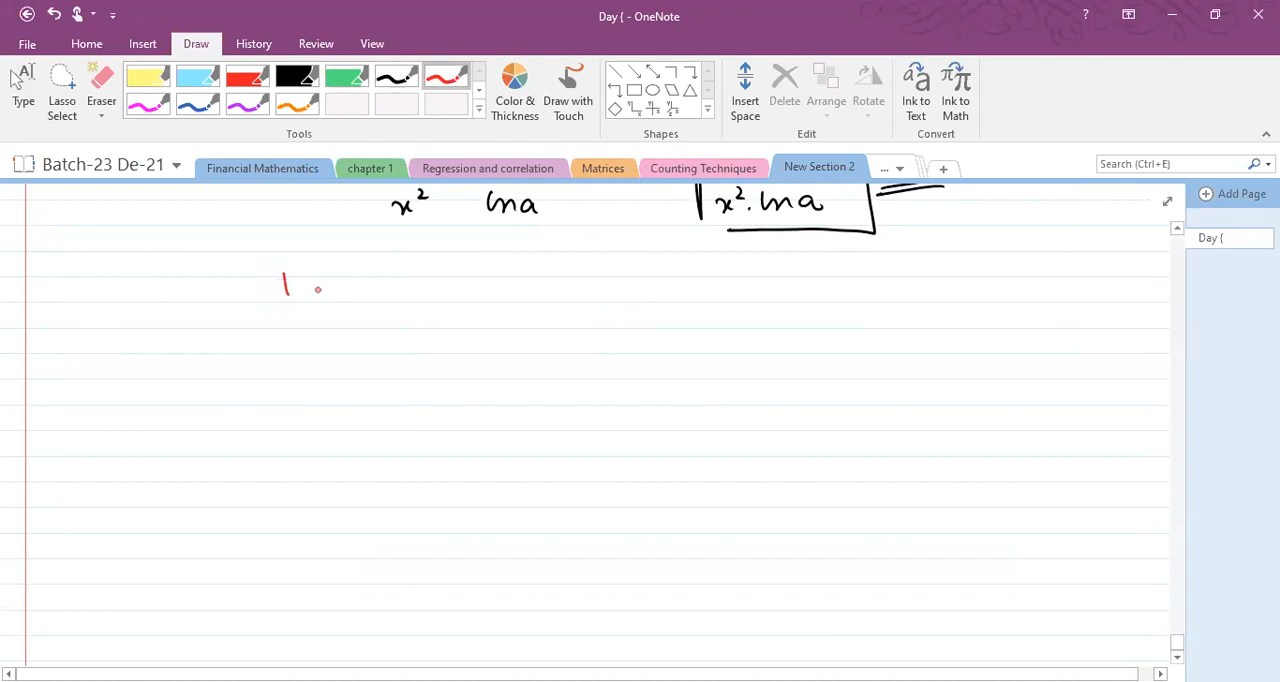 Day { - OneNote
?
File Home Insert Draw History Review View
Type
Lasso Select
Eraser
Color & Thickness
Draw with Touch
Insert Space
Delete
Arrange
Rotate
Ink to Text
Ink to Math
Tools Shapes Edit Convert
Batch-23 De-21 Financial Mathematics chapter 1 Regression and correlation Matrices Counting Techniques New Section 2 ... + Search (Ctrl+E)
Add Page
Day {
x² ln a x². ln a